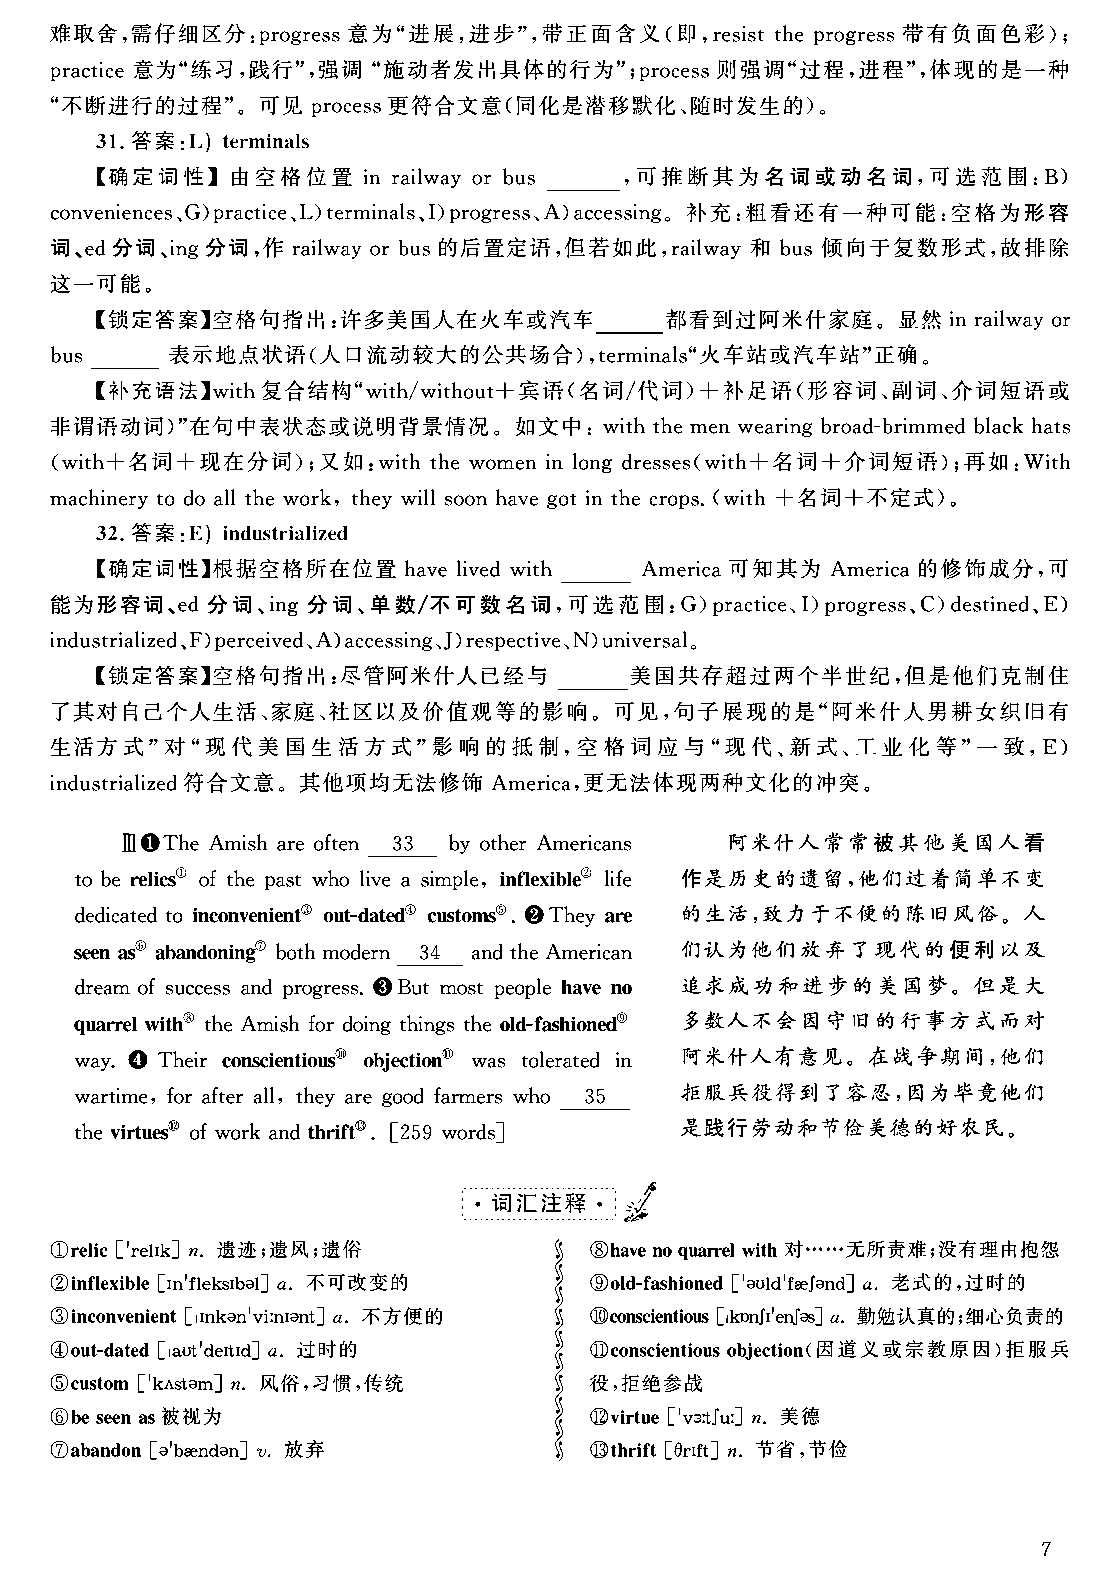 难取舍,需仔细区分:progress 意为“进展,进步”,带正面含义(即,resist the progress 带有负面色彩);
practice 意为“练习,践行”,强调 “施动者发出具体的行为”;process 则强调“过程,进程”,体现的是一种
“不断进行的过程”。可见 process 更符合文意(同化是潜移默化、随时发生的)。
31. 答案:L) terminals
【确定词性】由空格位置 in railway or bus ______,可推断其为名词或动名词,可选范围:B)
conveniences、G)practice、L)terminals、I)progress、A)accessing。补充:粗看还有一种可能:空格为形容
词、ed 分词、ing 分词,作 railway or bus 的后置定语,但若如此,railway 和 bus 倾向于复数形式,故排除
这一可能。
【锁定答案】空格句指出:许多美国人在火车或汽车______都看到过阿米什家庭。显然 in railway or
bus ______ 表示地点状语(人口流动较大的公共场合),terminals“火车站或汽车站”正确。
【补充语法】with 复合结构“with/without+宾语(名词/代词)+补足语(形容词、副词、介词短语或
非谓语动词)”在句中表状态或说明背景情况。如文中: with the men wearing broad-brimmed black hats
(with+名词+现在分词);又如:with the women in long dresses(with+名词+介词短语);再如:With
machinery to do all the work, they will soon have got in the crops.(with +名词+不定式)。
32. 答案:E) industrialized
【确定词性】根据空格所在位置 have lived with ______ America 可知其为 America 的修饰成分,可
能为形容词、ed 分词、ing 分词、单数/不可数名词,可选范围:G)practice、I)progress、C)destined、E)
industrialized、F)perceived、A)accessing、J)respective、N)universal。
【锁定答案】空格句指出:尽管阿米什人已经与 ______美国共存超过两个半世纪,但是他们克制住
了其对自己个人生活、家庭、社区以及价值观等的影响。可见,句子展现的是“阿米什人男耕女织旧有
生活方式”对“现代美国生活方式”影响的抵制,空格词应与“现代、新式、工业化等”一致,E)
industrialized 符合文意。其他项均无法修饰 America,更无法体现两种文化的冲突。
Ⅲ❶The Amish are often 33 by other Americans
to be relics① of the past who live a simple, inflexible② life
dedicated to inconvenient③ out-dated④ customs⑤. ❷They are
seen as⑥ abandoning⑦ both modern 34 and the American
dream of success and progress. ❸But most people have no
quarrel with⑧ the Amish for doing things the old-fashioned⑨
way. ❹ Their conscientious⑩ objection⑪ was tolerated in
wartime, for after all, they are good farmers who 35
the virtues⑫ of work and thrift⑬. [259 words]
阿米什人常常被其他美国人看
作是历史的遗留,他们过着简单不变
的生活,致力于不便的陈旧风俗。人
们认为他们放弃了现代的便利以及
追求成功和进步的美国梦。但是大
多数人不会因守旧的行事方式而对
阿米什人有意见。在战争期间,他们
拒服兵役得到了容忍,因为毕竟他们
是践行劳动和节俭美德的好农民。
·词汇注释·
①relic [ˈrelɪk] n. 遗迹;遗风;遗俗
②inflexible [ɪnˈfleksɪbəl] a. 不可改变的
③inconvenient [ˌɪnkənˈviːnɪənt] a. 不方便的
④out-dated [ˌaʊtˈdeɪtɪd] a. 过时的
⑤custom [ˈkʌstəm] n. 风俗,习惯,传统
⑥be seen as 被视为
⑦abandon [əˈbændən] v. 放弃
⑧have no quarrel with 对……无所责难;没有理由抱怨
⑨old-fashioned [ˈəʊldˈfæʃənd] a. 老式的,过时的
⑩conscientious [ˌkɒnʃɪˈenʃəs] a. 勤勉认真的;细心负责的
⑪conscientious objection(因道义或宗教原因)拒服兵
役,拒绝参战
⑫virtue [ˈvɜːtʃuː] n. 美德
⑬thrift [θrɪft] n. 节省,节俭
7